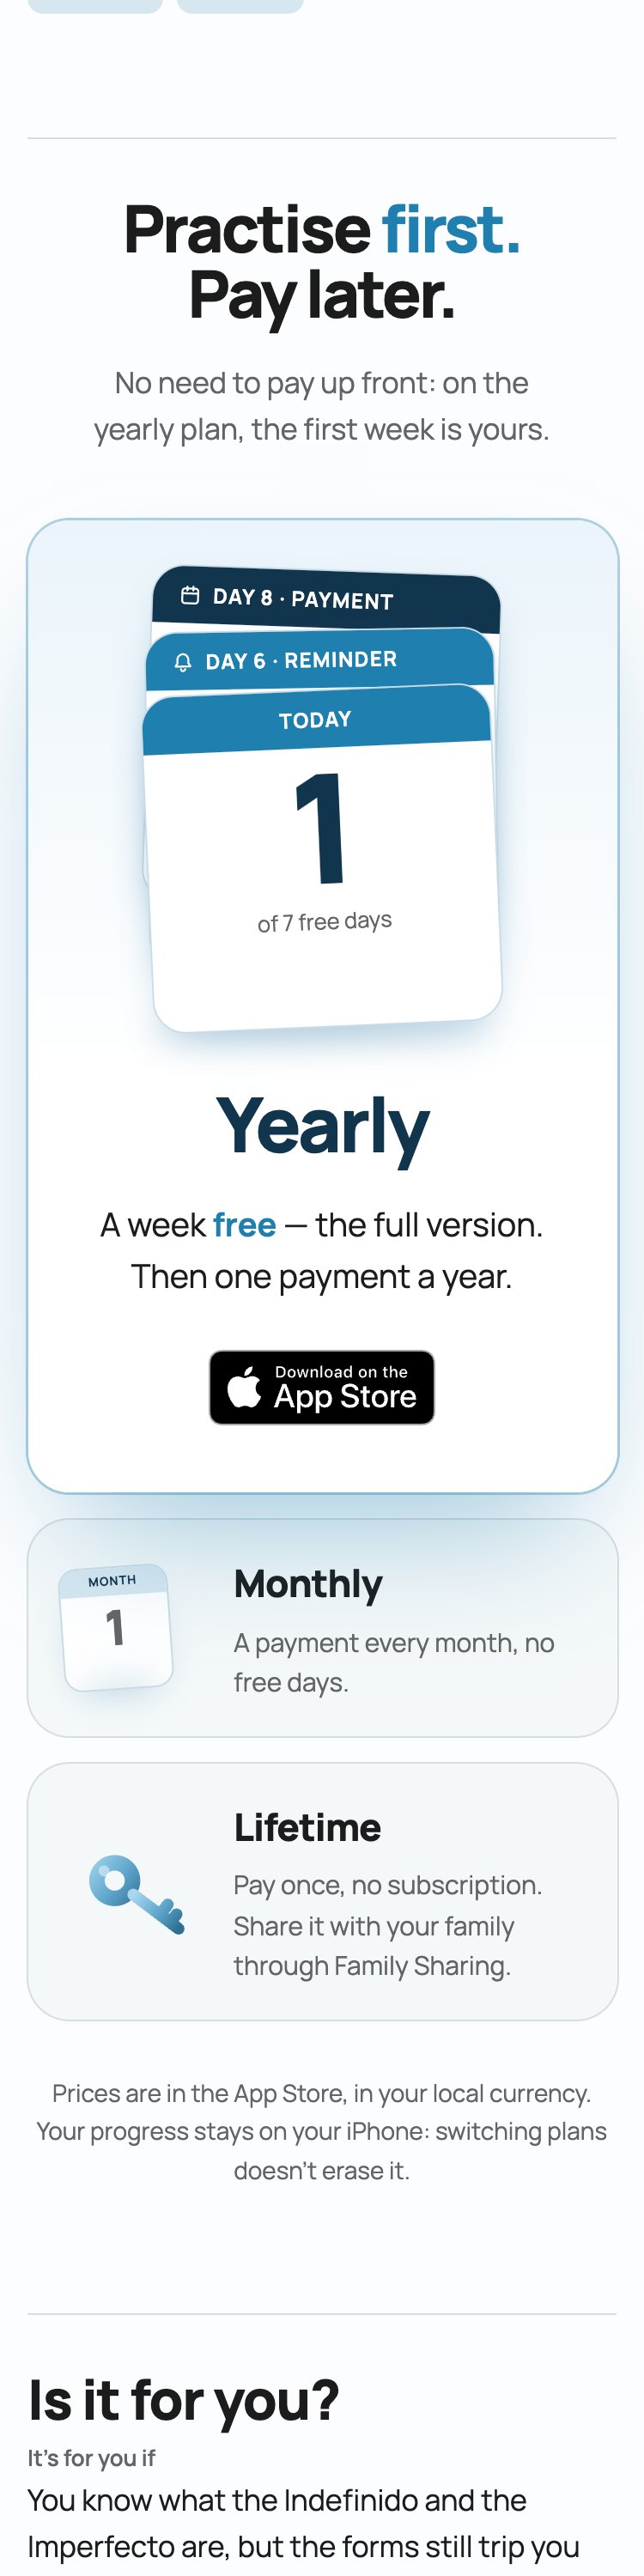 Practise first.
Pay later.
No need to pay up front: on the
yearly plan, the first week is yours.
DAY 8 · PAYMENT
DAY 6 · REMINDER
TODAY
1
of 7 free days
Yearly
A week free — the full version.
Then one payment a year.
Download on the
App Store
MONTH
1
Monthly
A payment every month, no
free days.
Lifetime
Pay once, no subscription.
Share it with your family
through Family Sharing.
Prices are in the App Store, in your local currency.
Your progress stays on your iPhone: switching plans
doesn’t erase it.
Is it for you?
It’s for you if
You know what the Indefinido and the
Imperfecto are, but the forms still trip you